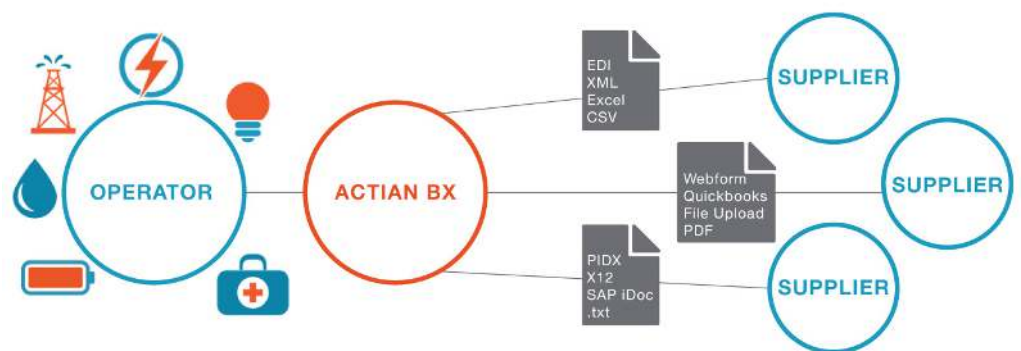 OPERATOR
ACTIAN BX
EDI
XML
Excel
CSV
SUPPLIER
Webform
Quickbooks
File Upload
PDF
SUPPLIER
PIDX
X12
SAP iDoc
.txt
SUPPLIER